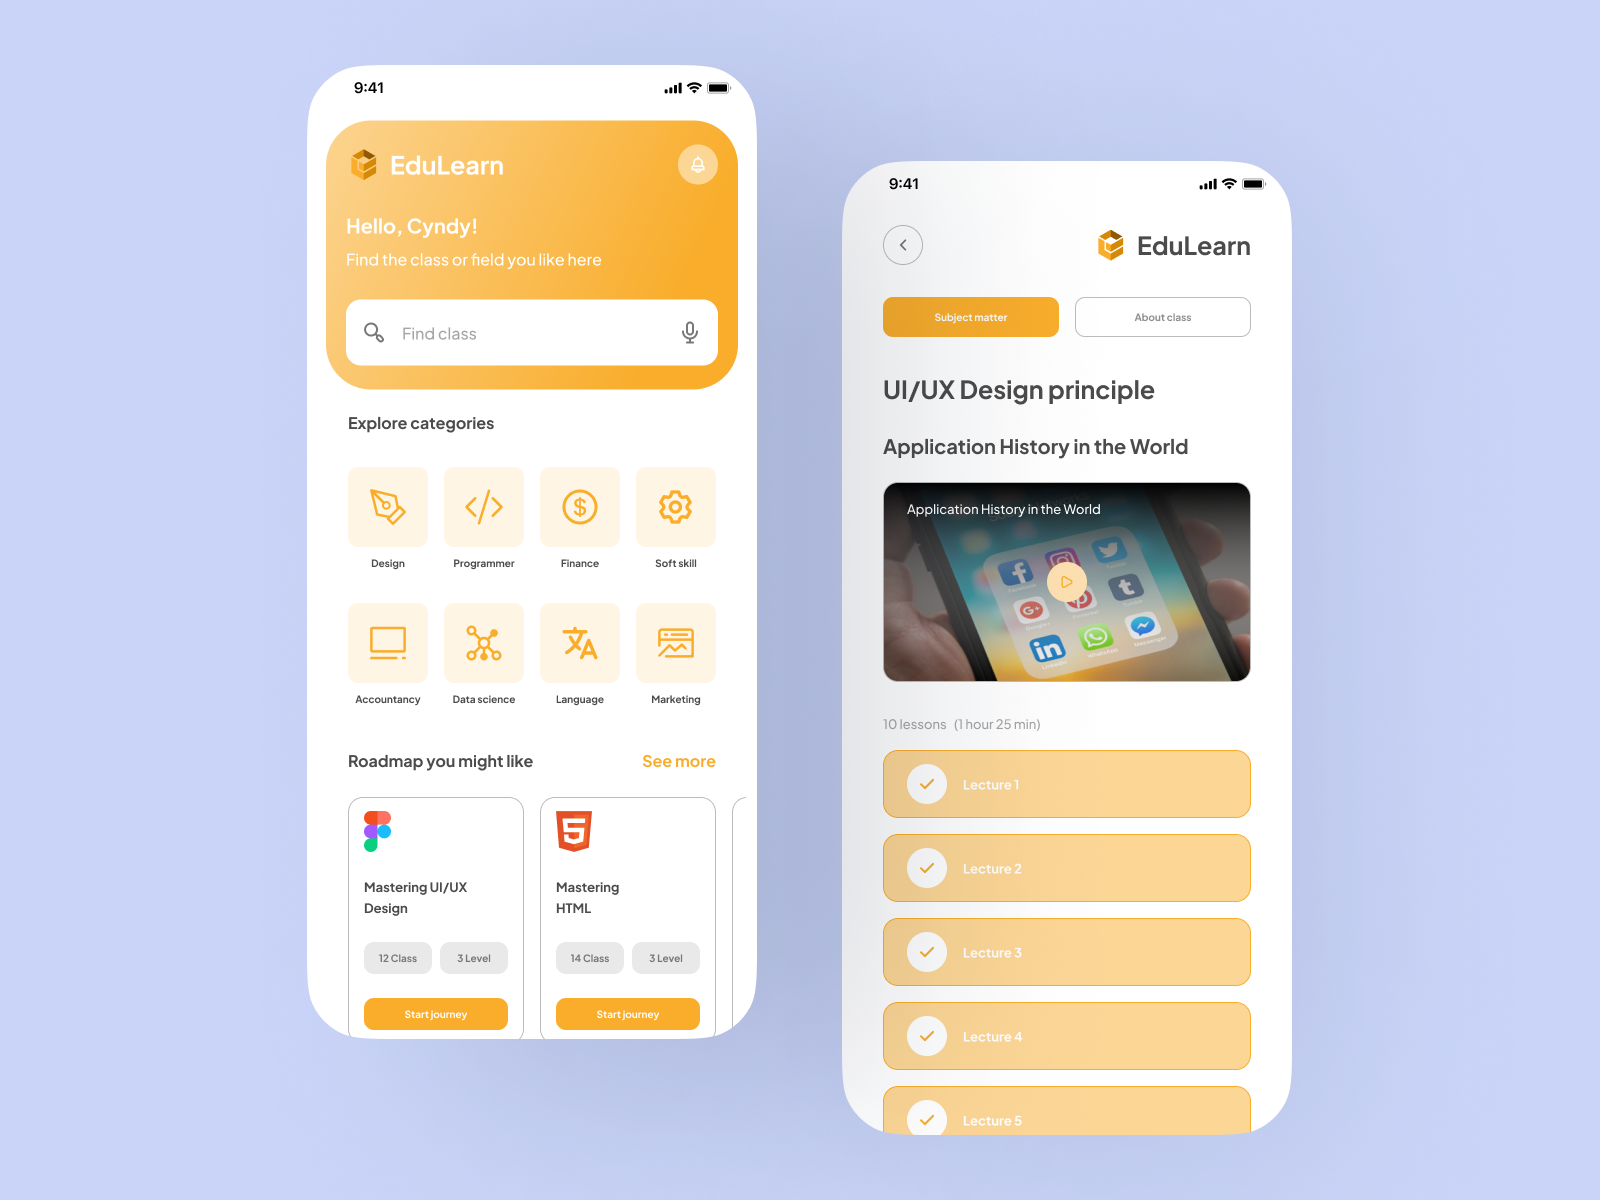 9:41
EduLearn
Hello, Cyndy!
Find the class or field you like here
Find class
Explore categories
Design
Programmer
Finance
Soft skill
Accountancy
Data science
Language
Marketing
Roadmap you might like
See more
Mastering UI/UX
Design
12 Class
3 Level
Start journey
Mastering
HTML
14 Class
3 Level
Start journey
9:41
EduLearn
Subject matter
About class
UI/UX Design principle
Application History in the World
Application History in the World
10 lessons (1 hour 25 min)
Lecture 1
Lecture 2
Lecture 3
Lecture 4
Lecture 5